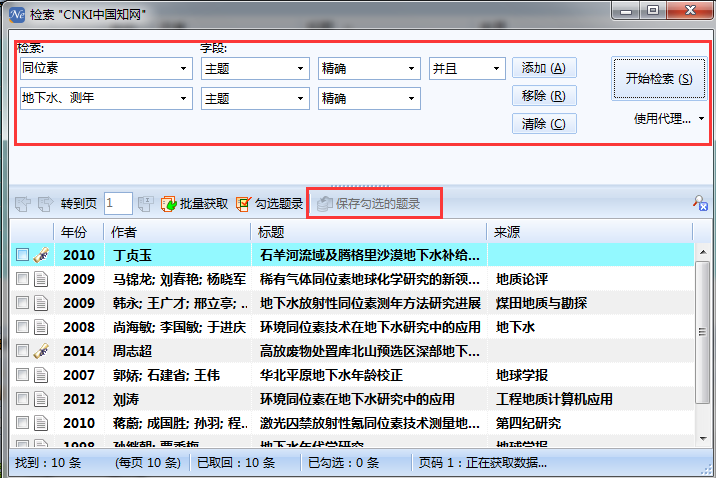 检索 "CNKI中国知网"
检索: 字段:
同位素 主题 精确 并且 添加 (A) 开始检索 (S)
地下水、测年 主题 精确 移除 (R)
清除 (C) 使用代理...
转到页 1 批量获取 勾选题录 保存勾选的题录
年份 作者 标题 来源
2010 丁贞玉 石羊河流域及腾格里沙漠地下水补给...
2009 马锦龙; 刘春艳; 杨晓军 稀有气体同位素地球化学研究的新领... 地质论评
2009 韩永; 王广才; 邢立亭; ... 地下水放射性同位素测年方法研究进展 煤田地质与勘探
2008 尚海敏; 李国敏; 于进庆 环境同位素技术在地下水研究中的应用 地下水
2014 周志超 高放废物处置库北山预选区深部地下...
2007 郭娇; 石建省; 王伟 华北平原地下水年龄校正 地球学报
2012 刘涛 环境同位素在地下水研究中的应用 工程地质计算机应用
2010 蒋蔚; 成国胜; 孙羽; 程... 激光囚禁放射性氪同位素技术测量地... 第四纪研究
1998 孙继朝; 贾秀梅 地下水年代学研究 地球学报
找到：10 条 (每页 10 条) 已取回：10 条 已勾选：0 条 页码 1：正在获取数据...